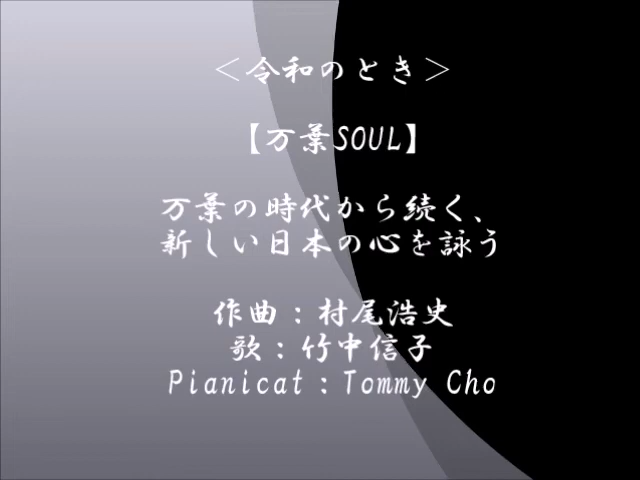 ＜令和のとき＞
【万葉SOUL】
万葉の時代から続く、
新しい日本の心を詠う
作曲：村尾浩史
歌：竹中信子
Pianicat：Tommy Cho